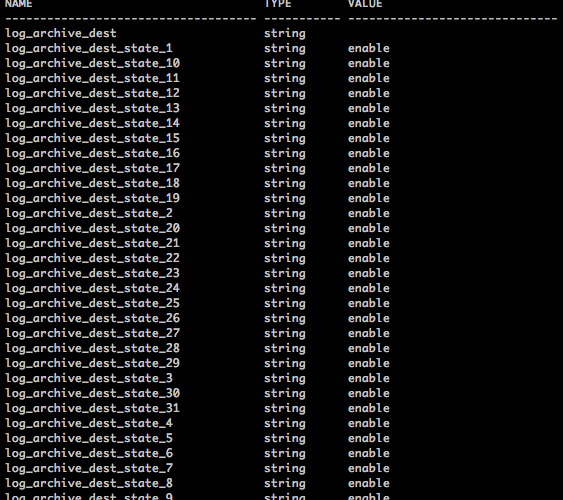 NAME                                 TYPE        VALUE
------------------------------------ ----------- ------------------------------
log_archive_dest                     string
log_archive_dest_state_1             string      enable
log_archive_dest_state_10            string      enable
log_archive_dest_state_11            string      enable
log_archive_dest_state_12            string      enable
log_archive_dest_state_13            string      enable
log_archive_dest_state_14            string      enable
log_archive_dest_state_15            string      enable
log_archive_dest_state_16            string      enable
log_archive_dest_state_17            string      enable
log_archive_dest_state_18            string      enable
log_archive_dest_state_19            string      enable
log_archive_dest_state_2             string      enable
log_archive_dest_state_20            string      enable
log_archive_dest_state_21            string      enable
log_archive_dest_state_22            string      enable
log_archive_dest_state_23            string      enable
log_archive_dest_state_24            string      enable
log_archive_dest_state_25            string      enable
log_archive_dest_state_26            string      enable
log_archive_dest_state_27            string      enable
log_archive_dest_state_28            string      enable
log_archive_dest_state_29            string      enable
log_archive_dest_state_3             string      enable
log_archive_dest_state_30            string      enable
log_archive_dest_state_31            string      enable
log_archive_dest_state_4             string      enable
log_archive_dest_state_5             string      enable
log_archive_dest_state_6             string      enable
log_archive_dest_state_7             string      enable
log_archive_dest_state_8             string      enable
log_archive_dest_state_9             string      enable